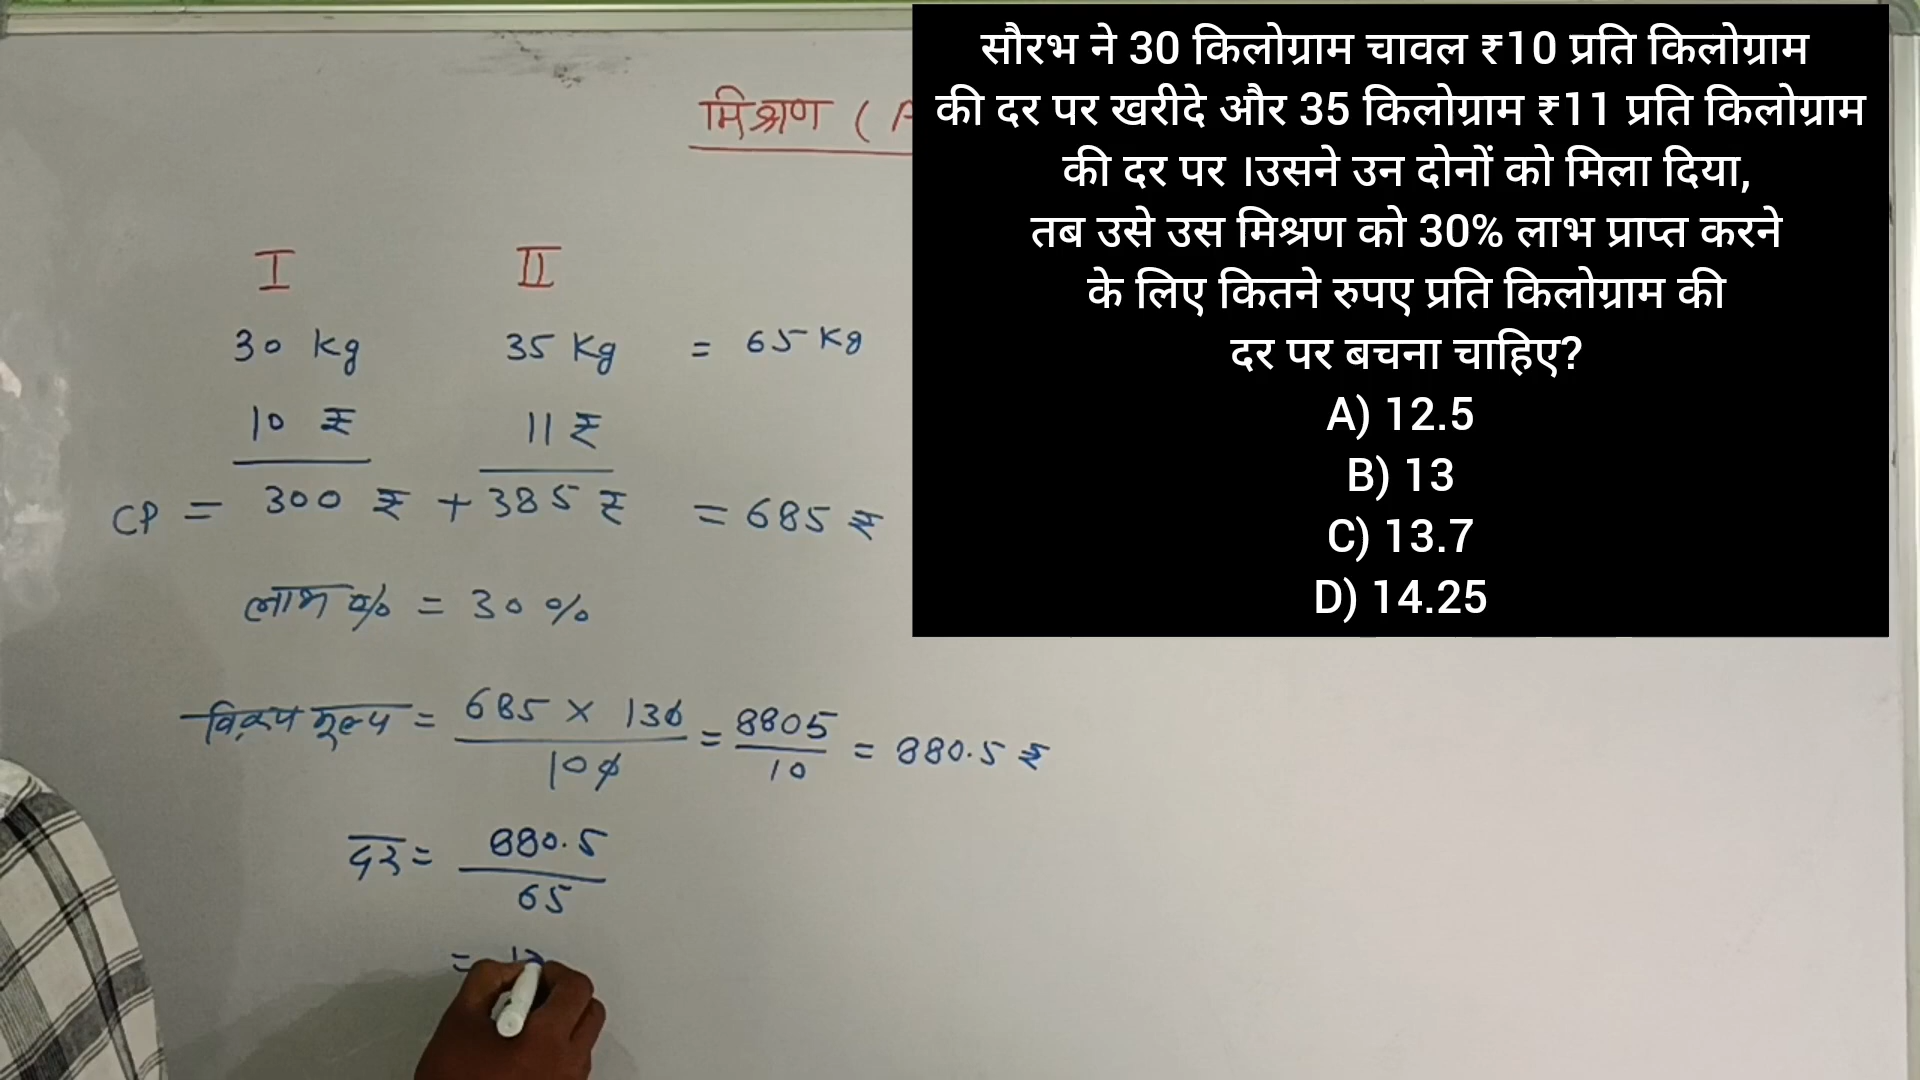 मिश्रण (
I II
30 kg 35 kg = 65 kg
10 ₹ 11 ₹
CP = 300 ₹ + 385 ₹ = 685 ₹
लाभ % = 30 %
विक्रय मूल्य = 685 × 130 / 100 = 8805 / 10 = 880.5 ₹
दर = 880.5 / 65
=
सौरभ ने 30 किलोग्राम चावल ₹10 प्रति किलोग्राम
की दर पर खरीदे और 35 किलोग्राम ₹11 प्रति किलोग्राम
की दर पर ।उसने उन दोनों को मिला दिया,
तब उसे उस मिश्रण को 30% लाभ प्राप्त करने
के लिए कितने रुपए प्रति किलोग्राम की
दर पर बचना चाहिए?
A) 12.5
B) 13
C) 13.7
D) 14.25